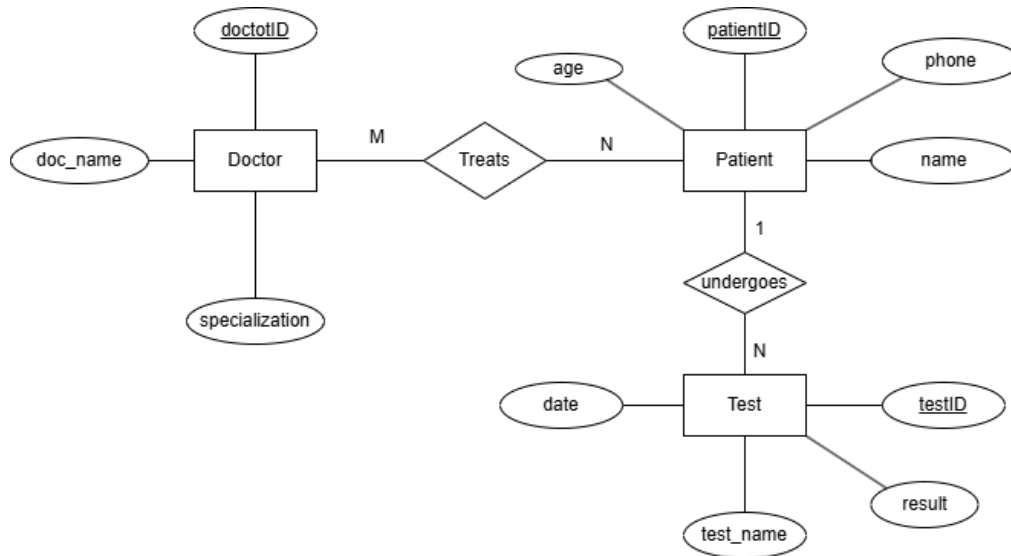 doctotID
patientID
age
phone
doc_name
Doctor
M
Treats
N
Patient
name
1
undergoes
specialization
N
date
Test
testID
result
test_name